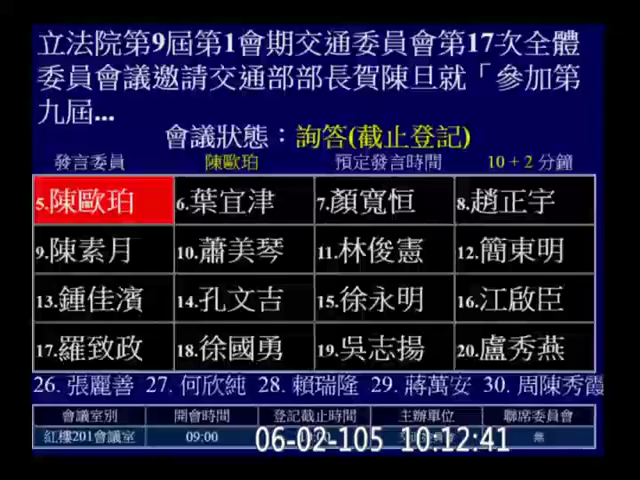 立法院第9屆第1會期交通委員會第17次全體
委員會議邀請交通部部長賀陳旦就「參加第
九屆...
會議狀態：詢答(截止登記)
發言委員 陳歐珀 預定發言時間 10 + 2 分鐘
5.陳歐珀 6.葉宜津 7.顏寬恒 8.趙正宇
9.陳素月 10.蕭美琴 11.林俊憲 12.簡東明
13.鍾佳濱 14.孔文吉 15.徐永明 16.江啟臣
17.羅致政 18.徐國勇 19.吳志揚 20.盧秀燕
26. 張麗善 27. 何欣純 28. 賴瑞隆 29. 蔣萬安 30. 周陳秀霞
會議室別 開會時間 登記截止時間 主辦單位 聯席委員會
紅樓201會議室 09:00 無
06-02-105 10:12:41